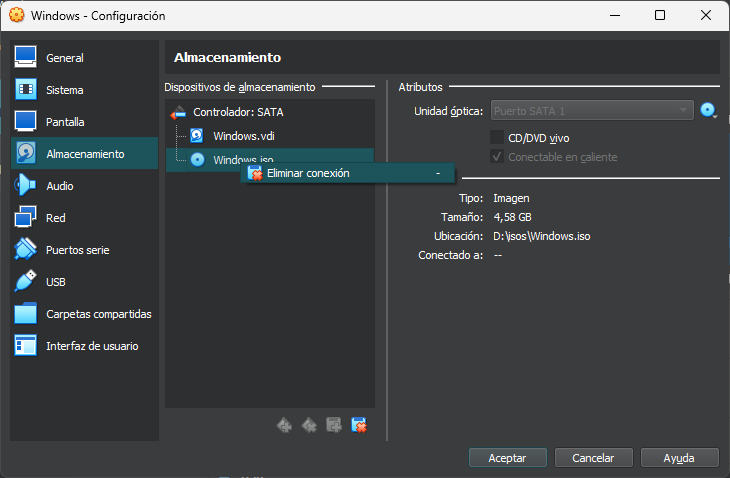 Windows - Configuración
General
Sistema
Pantalla
Almacenamiento
Audio
Red
Puertos serie
USB
Carpetas compartidas
Interfaz de usuario
Almacenamiento
Dispositivos de almacenamiento
Controlador: SATA
Windows.vdi
Windows.iso
Eliminar conexión -
Atributos
Unidad óptica: Puerto SATA 1
CD/DVD vivo
Conectable en caliente
Tipo: Imagen
Tamaño: 4,58 GB
Ubicación: D:\isos\Windows.iso
Conectado a: --
Aceptar Cancelar Ayuda